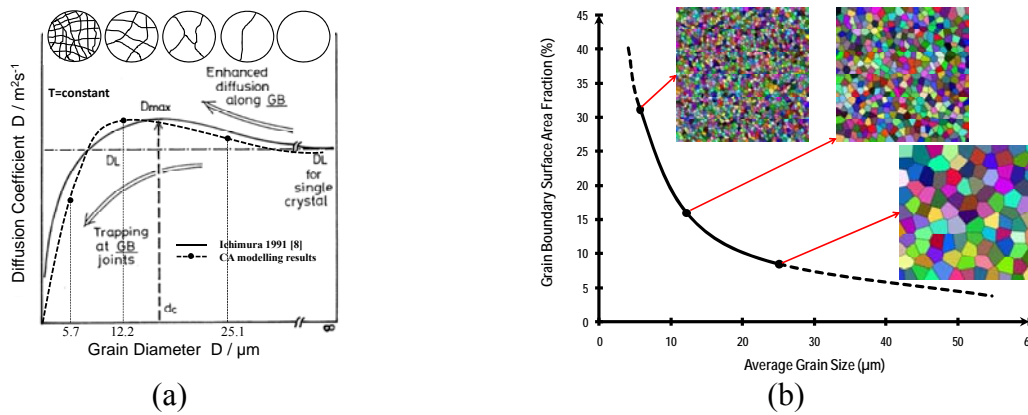 Diffusion Coefficient D / m²s⁻¹
T=constant
Enhanced
diffusion
along GB
Dmax
DL
DL
for
single
crystal
Trapping
at GB
joints
Ichimura 1991 [8]
CA modelling results
dc
5.7 12.2 25.1 ∞
Grain Diameter D / µm
(a)
Grain Boundary Surface Area Fraction (%)
45
40
35
30
25
20
15
10
5
0
0 10 20 30 40 50 6
Average Grain Size (µm)
(b)